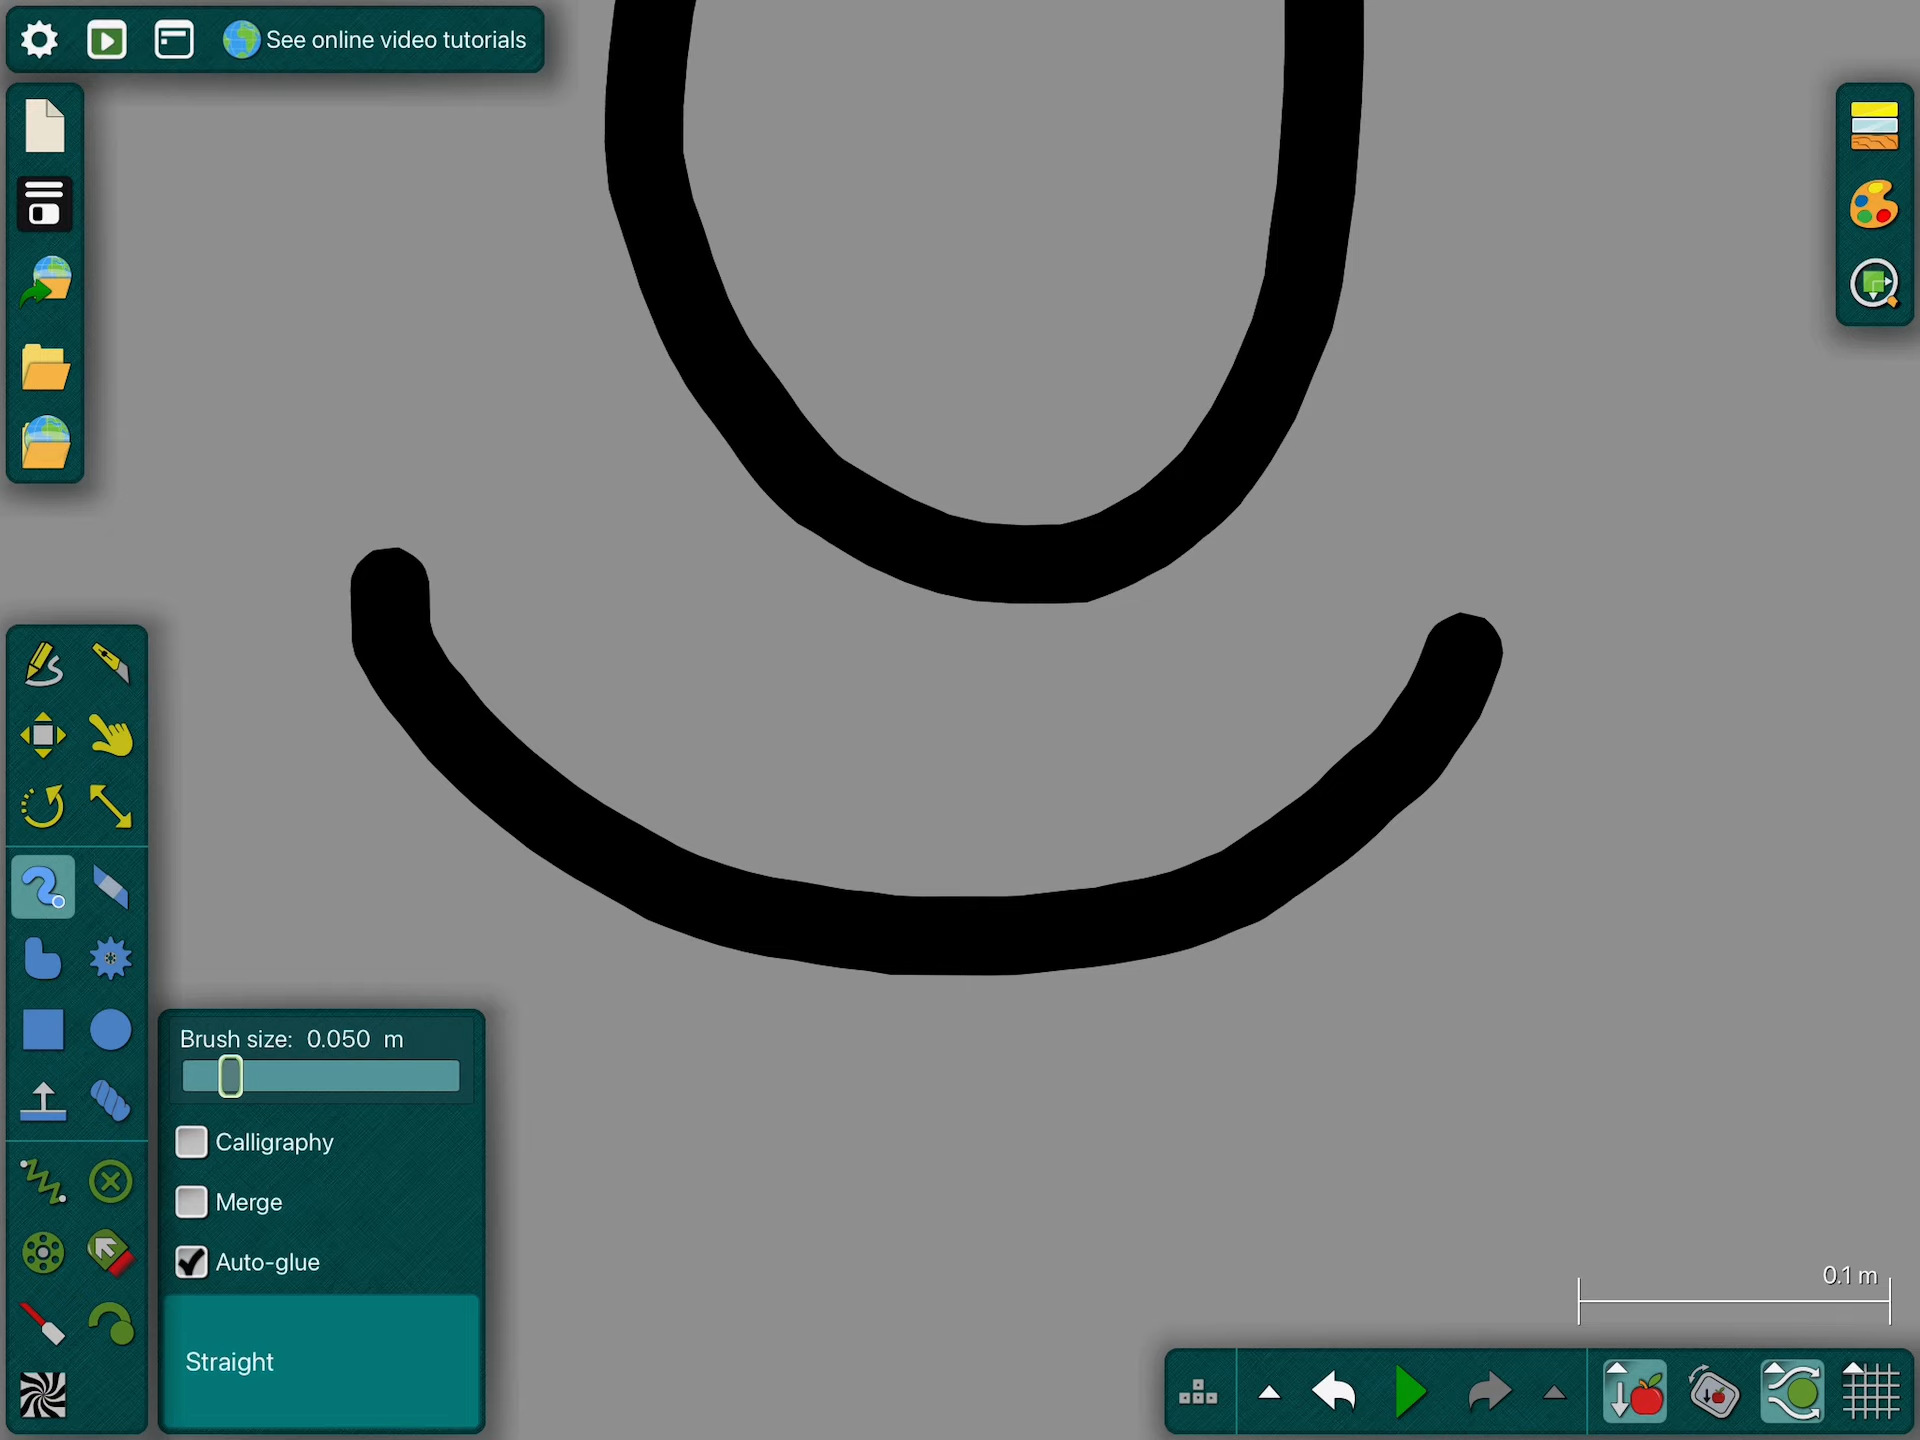 See online video tutorials
Brush size: 0.050 m
Calligraphy
Merge
Auto-glue
Straight
0.1 m